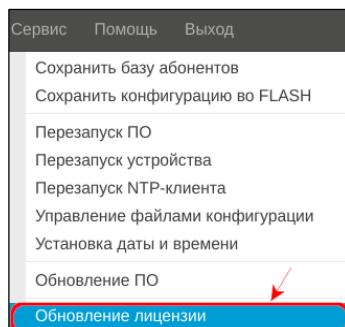 Сервис Помощь Выход
Сохранить базу абонентов
Сохранить конфигурацию во FLASH
Перезапуск ПО
Перезапуск устройства
Перезапуск NTP-клиента
Управление файлами конфигурации
Установка даты и времени
Обновление ПО
Обновление лицензии